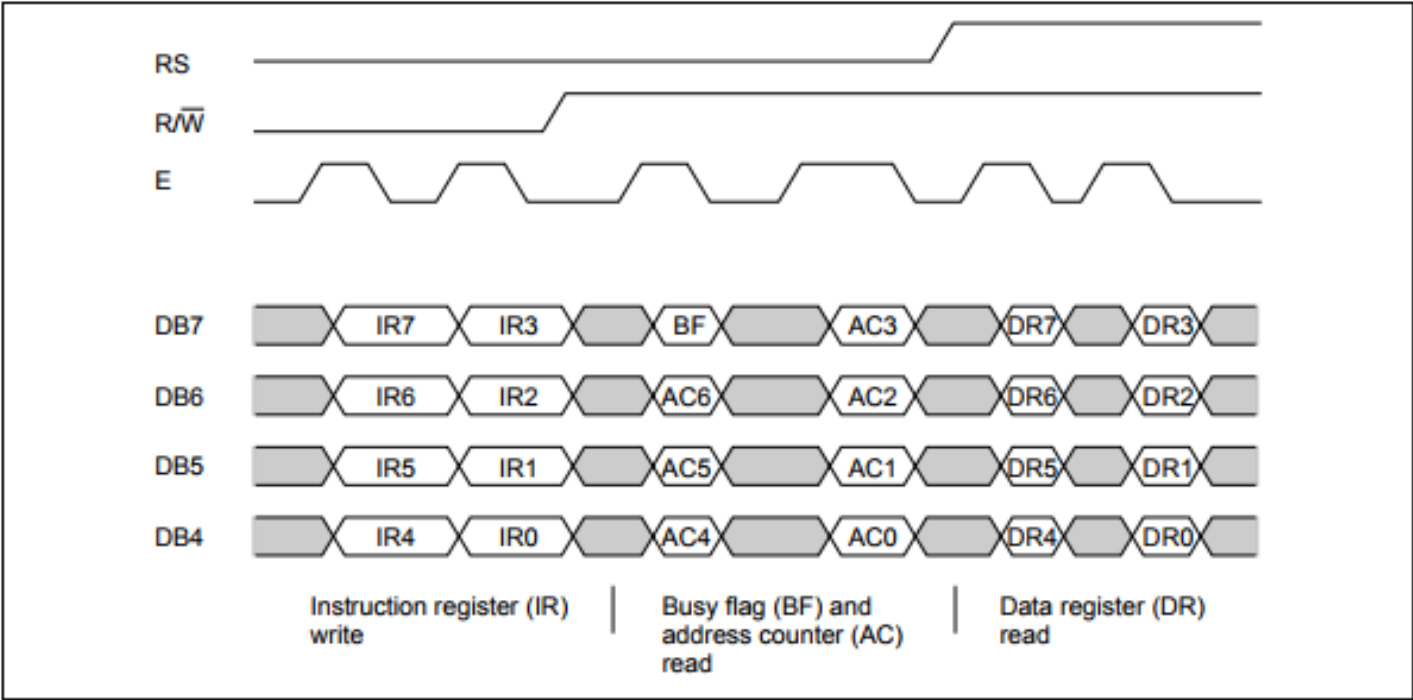 RS
R/W̅
E
DB7 IR7 IR3 BF AC3 DR7 DR3
DB6 IR6 IR2 AC6 AC2 DR6 DR2
DB5 IR5 IR1 AC5 AC1 DR5 DR1
DB4 IR4 IR0 AC4 AC0 DR4 DR0
Instruction register (IR)
write
Busy flag (BF) and
address counter (AC)
read
Data register (DR)
read